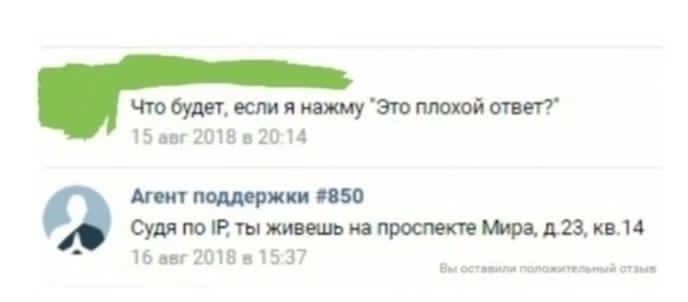 Что будет, если я нажму "Это плохой ответ?"
15 авг 2018 в 20:14
Агент поддержки #850
Судя по IP, ты живешь на проспекте Мира, д.23, кв.14
16 авг 2018 в 15:37
Вы оставили положительный отзыв